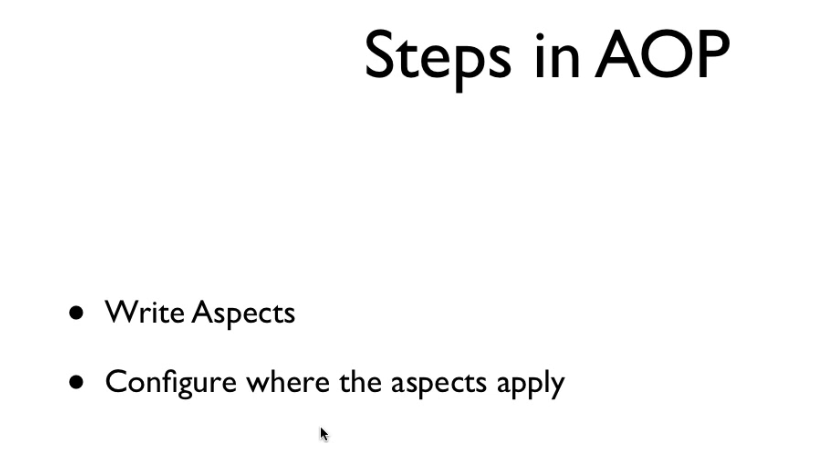 Steps in AOP
• Write Aspects
• Configure where the aspects apply